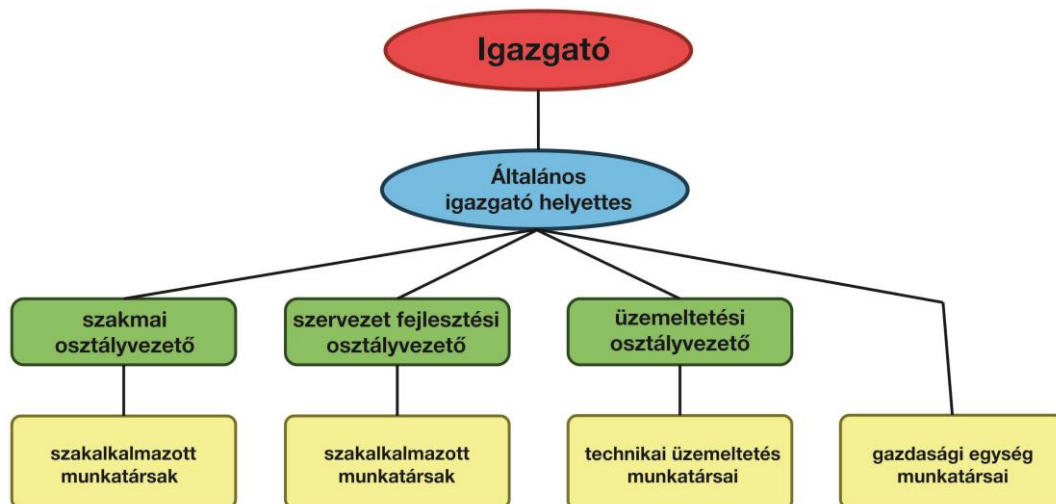 Igazgató
Általános
igazgató helyettes
szakmai
osztályvezető
szervezet fejlesztési
osztályvezető
üzemeltetési
osztályvezető
szakalkalmazott
munkatársak
szakalkalmazott
munkatársak
technikai üzemeltetés
munkatársai
gazdasági egység
munkatársai